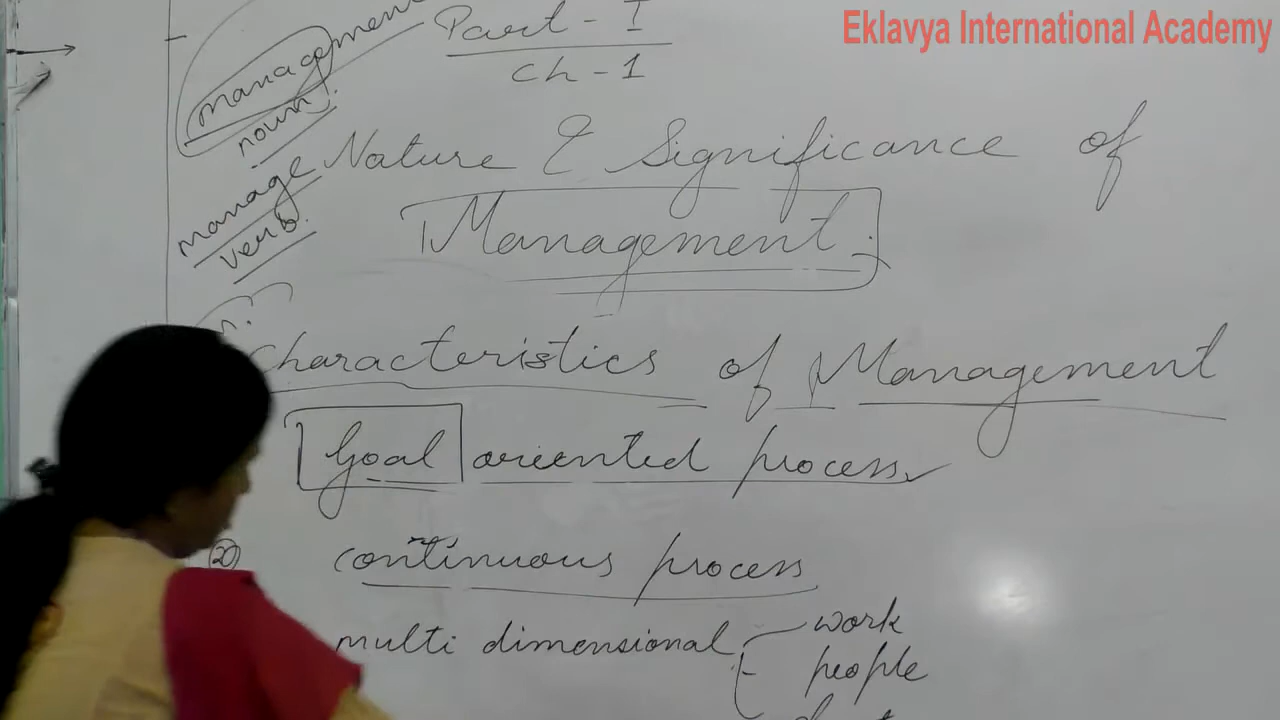 Eklavya International Academy
Part - I
Ch - 1
management
noun
manage
verb
Nature & Significance of
Management
Characteristics of Management
Goal oriented process
continuous process
multi dimensional
work
people